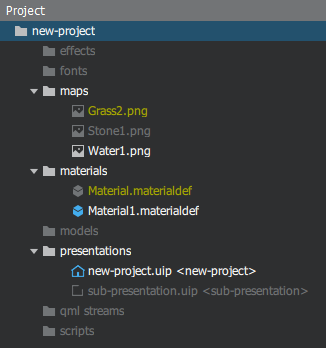 Project
new-project
effects
fonts
maps
Grass2.png
Stone1.png
Water1.png
materials
Material.materialdef
Material1.materialdef
models
presentations
new-project.uip <new-project>
sub-presentation.uip <sub-presentation>
qml streams
scripts